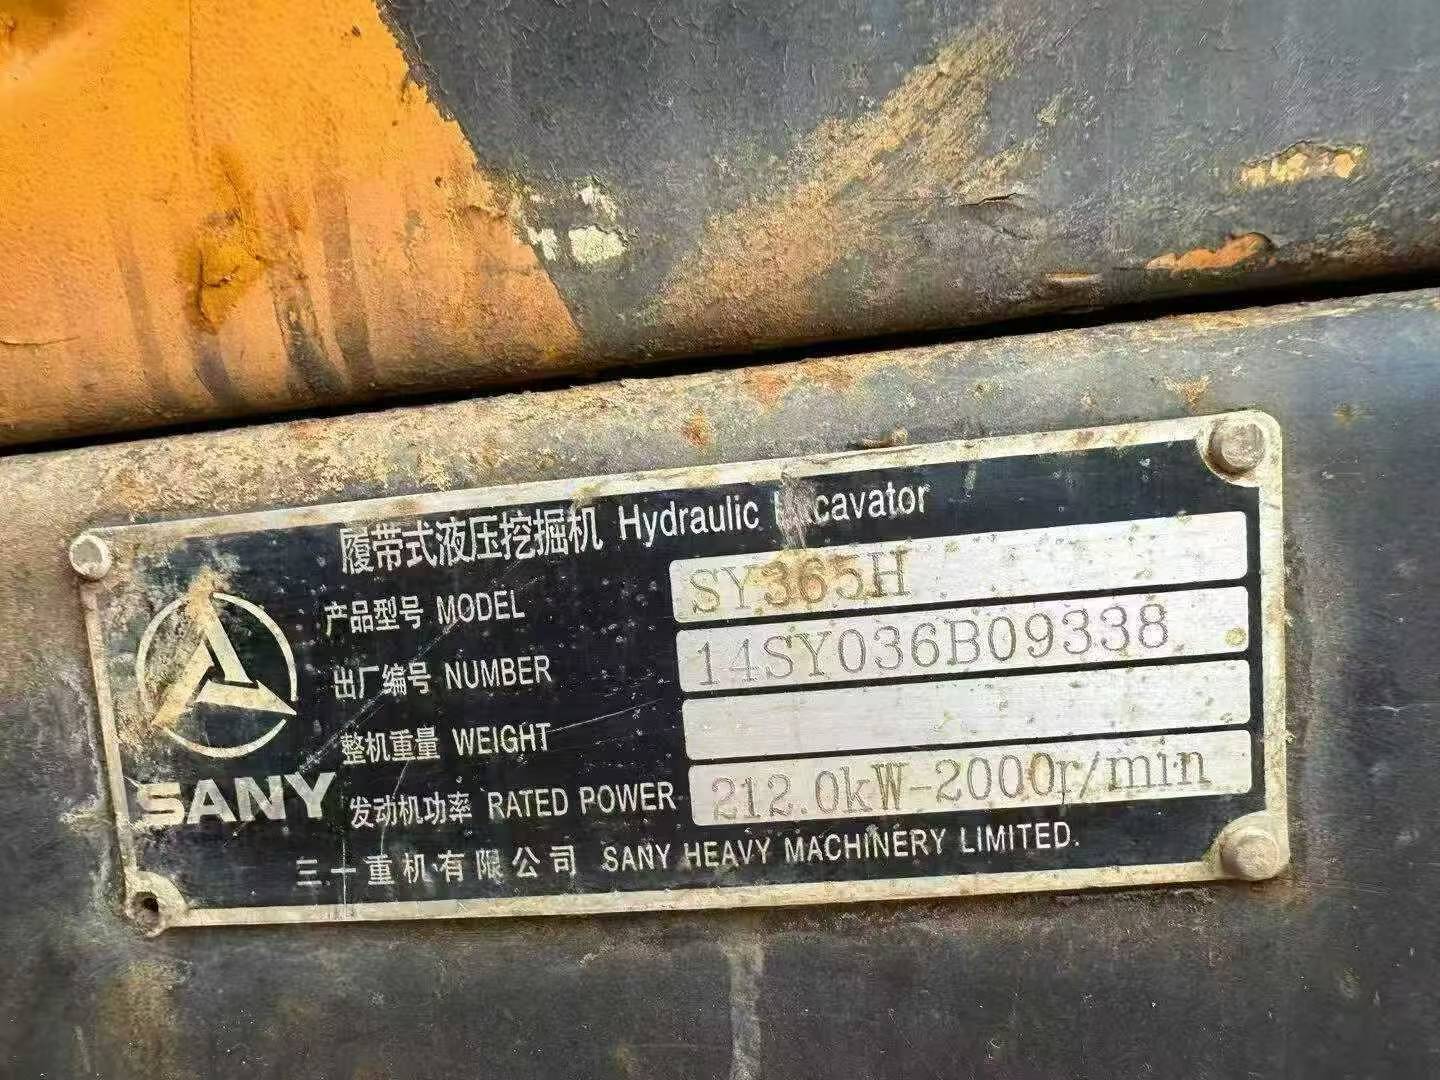 履带式液压挖掘机 Hydraulic Excavator
产品型号 MODEL SY365H
出厂编号 NUMBER 14SY036B09338
整机重量 WEIGHT
发动机功率 RATED POWER 212.0kW-2000r/min
SANY
三一重机有限公司 SANY HEAVY MACHINERY LIMITED.